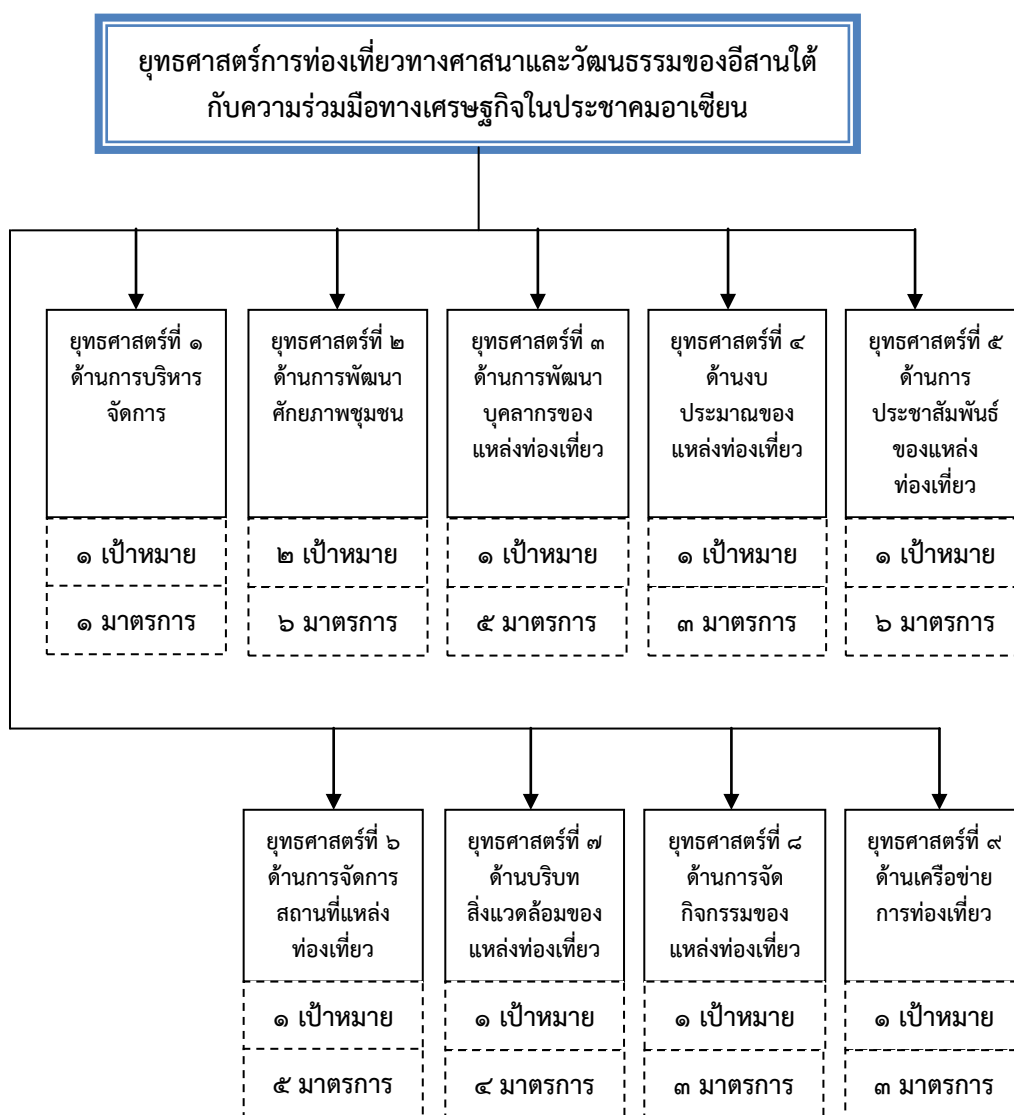 ยุทธศาสตร์การท่องเที่ยวทางศาสนาและวัฒนธรรมของอีสานใต้
กับความร่วมมือทางเศรษฐกิจในประชาคมอาเซียน
ยุทธศาสตร์ที่ ๑
ด้านการบริหาร
จัดการ
๑ เป้าหมาย
๑ มาตรการ
ยุทธศาสตร์ที่ ๒
ด้านการพัฒนา
ศักยภาพชุมชน
๒ เป้าหมาย
๖ มาตรการ
ยุทธศาสตร์ที่ ๓
ด้านการพัฒนา
บุคลากรของ
แหล่งท่องเที่ยว
๑ เป้าหมาย
๕ มาตรการ
ยุทธศาสตร์ที่ ๔
ด้านงบ
ประมาณของ
แหล่งท่องเที่ยว
๑ เป้าหมาย
๓ มาตรการ
ยุทธศาสตร์ที่ ๕
ด้านการ
ประชาสัมพันธ์
ของแหล่ง
ท่องเที่ยว
๑ เป้าหมาย
๖ มาตรการ
ยุทธศาสตร์ที่ ๖
ด้านการจัดการ
สถานที่แหล่ง
ท่องเที่ยว
๑ เป้าหมาย
๕ มาตรการ
ยุทธศาสตร์ที่ ๗
ด้านบริบท
สิ่งแวดล้อมของ
แหล่งท่องเที่ยว
๑ เป้าหมาย
๔ มาตรการ
ยุทธศาสตร์ที่ ๘
ด้านการจัด
กิจกรรมของ
แหล่งท่องเที่ยว
๑ เป้าหมาย
๓ มาตรการ
ยุทธศาสตร์ที่ ๙
ด้านเครือข่าย
การท่องเที่ยว
๑ เป้าหมาย
๓ มาตรการ